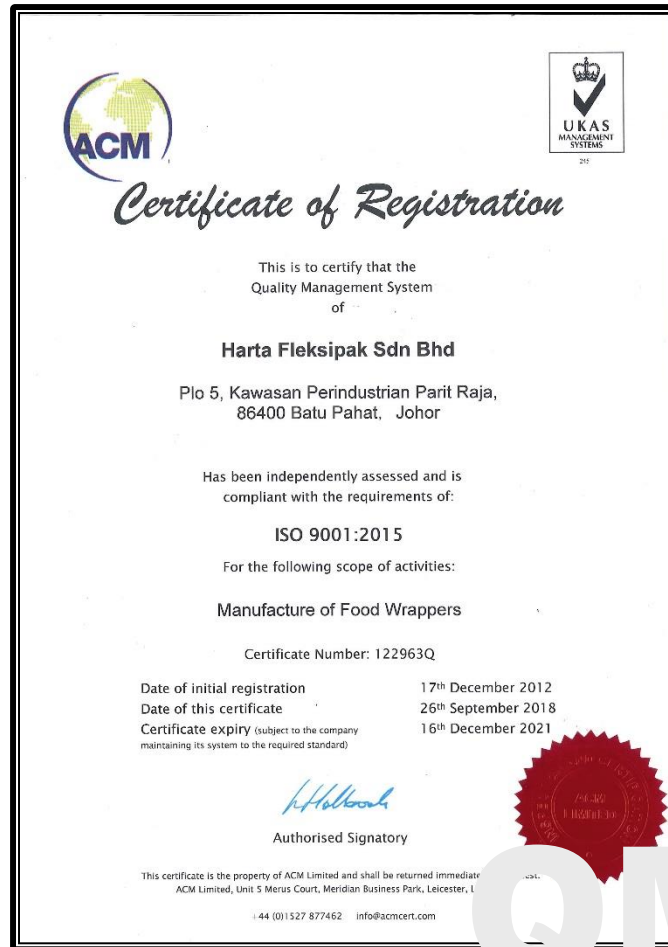 ACM
UKAS
MANAGEMENT
SYSTEMS
215
Certificate of Registration
This is to certify that the
Quality Management System
of
Harta Fleksipak Sdn Bhd
Plo 5, Kawasan Perindustrian Parit Raja,
86400 Batu Pahat, Johor
Has been independently assessed and is
compliant with the requirements of:
ISO 9001:2015
For the following scope of activities:
Manufacture of Food Wrappers
Certificate Number: 122963Q
Date of initial registration 17th December 2012
Date of this certificate 26th September 2018
Certificate expiry (subject to the company 16th December 2021
maintaining its system to the required standard)
ACM
LIMITED
Authorised Signatory
This certificate is the property of ACM Limited and shall be returned
ACM Limited, Unit 5 Merus Court, Meridian Business Park, Leicester,
44 (0)1527 877462 info@acmcert.com